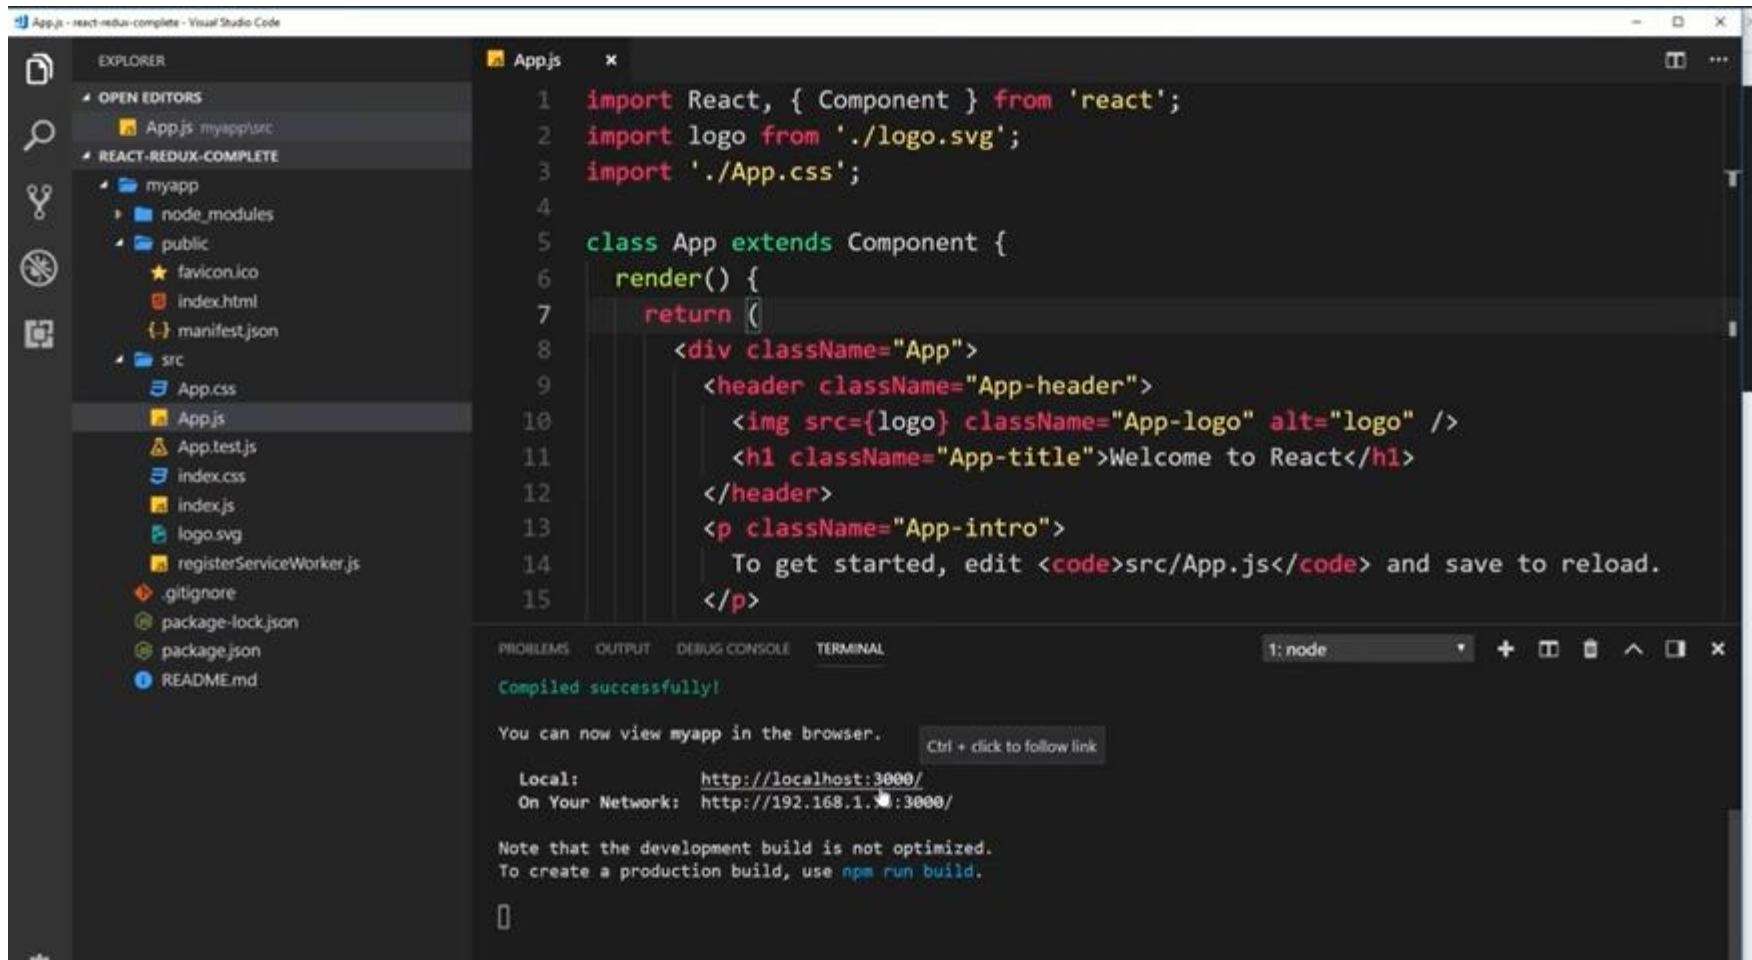 App.js - react-redux-complete - Visual Studio Code
EXPLORER
OPEN EDITORS
App.js myapp\src
REACT-REDUX-COMPLETE
myapp
node_modules
public
favicon.ico
index.html
manifest.json
src
App.css
App.js
App.test.js
index.css
index.js
logo.svg
registerServiceWorker.js
.gitignore
package-lock.json
package.json
README.md
App.js
1 import React, { Component } from 'react';
2 import logo from './logo.svg';
3 import './App.css';
4
5 class App extends Component {
6 render() {
7 return (
8 <div className="App">
9 <header className="App-header">
10 <img src={logo} className="App-logo" alt="logo" />
11 <h1 className="App-title">Welcome to React</h1>
12 </header>
13 <p className="App-intro">
14 To get started, edit <code>src/App.js</code> and save to reload.
15 </p>
PROBLEMS OUTPUT DEBUG CONSOLE TERMINAL 1: node
Compiled successfully!
You can now view myapp in the browser.
Ctrl + click to follow link
Local: http://localhost:3000/
On Your Network: http://192.168.1. :3000/
Note that the development build is not optimized.
To create a production build, use npm run build.